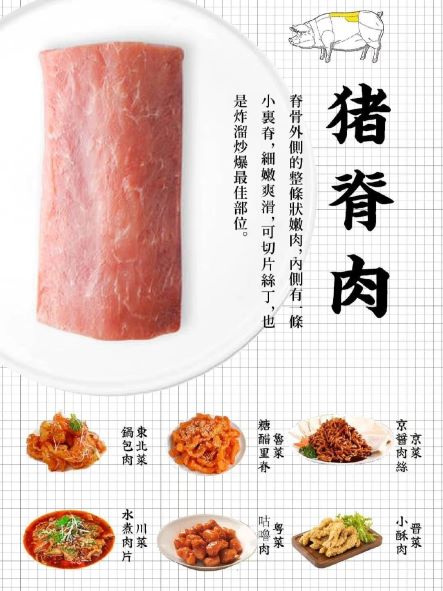 猪脊肉
脊骨外側的整條狀嫩肉，內側有一條
小裏脊，細嫩爽滑，可切片絲丁，也
是炸溜炒爆最佳部位。
東北菜
鍋包肉
魯菜
糖醋里脊
京菜
京醬肉絲
川菜
水煮肉片
粵菜
咕嚕肉
晋菜
小酥肉